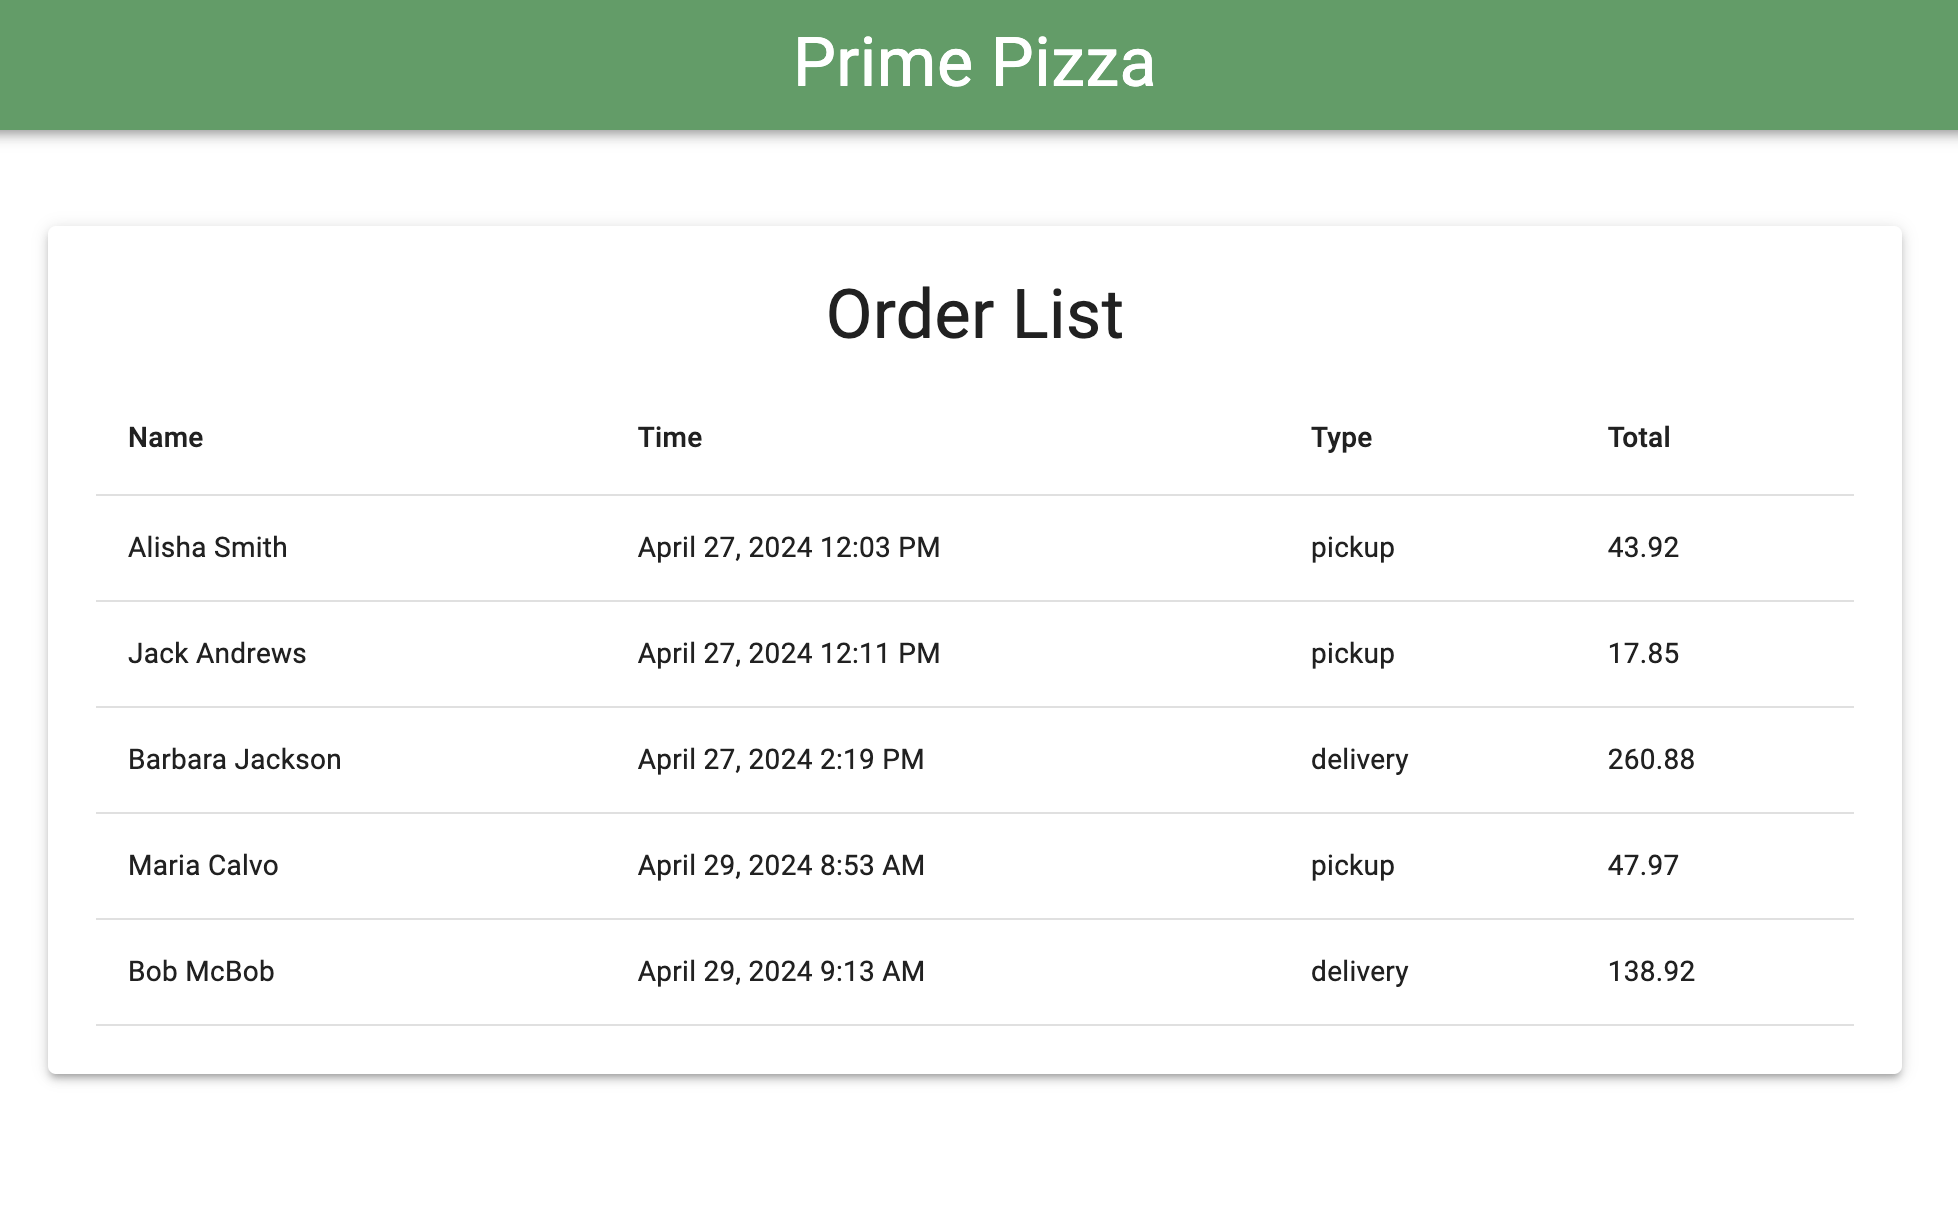 Prime Pizza
Order List
Name Time Type Total
Alisha Smith April 27, 2024 12:03 PM pickup 43.92
Jack Andrews April 27, 2024 12:11 PM pickup 17.85
Barbara Jackson April 27, 2024 2:19 PM delivery 260.88
Maria Calvo April 29, 2024 8:53 AM pickup 47.97
Bob McBob April 29, 2024 9:13 AM delivery 138.92